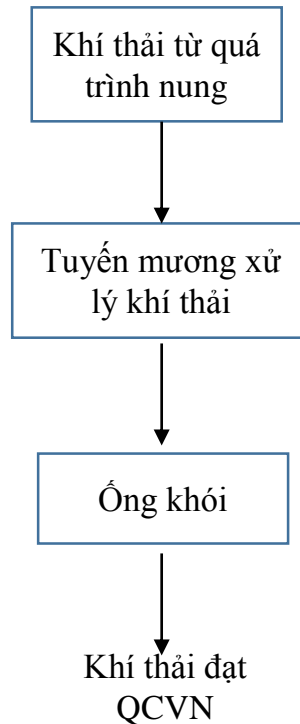 Khí thải từ quá
trình nung
Tuyến mương xử
lý khí thải
Ống khói
Khí thải đạt
QCVN